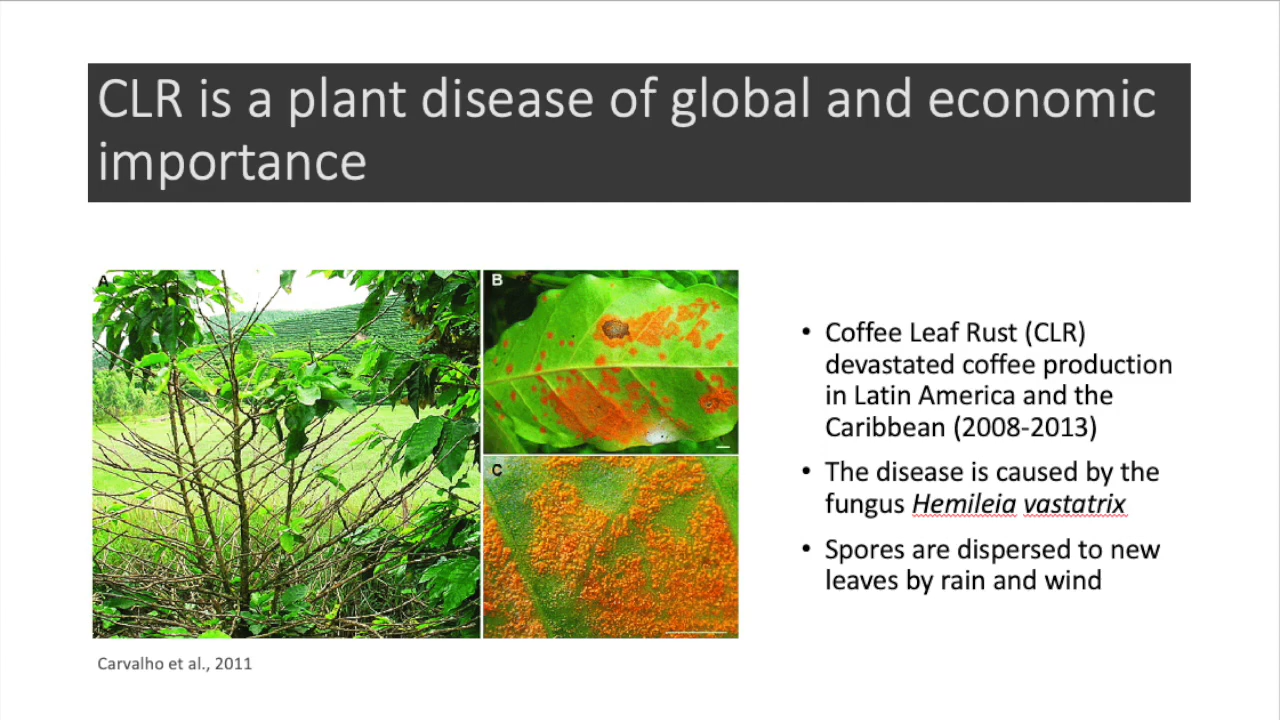 CLR is a plant disease of global and economic
importance
A
B
C
• Coffee Leaf Rust (CLR)
devastated coffee production
in Latin America and the
Caribbean (2008-2013)
• The disease is caused by the
fungus Hemileia vastatrix
• Spores are dispersed to new
leaves by rain and wind
Carvalho et al., 2011